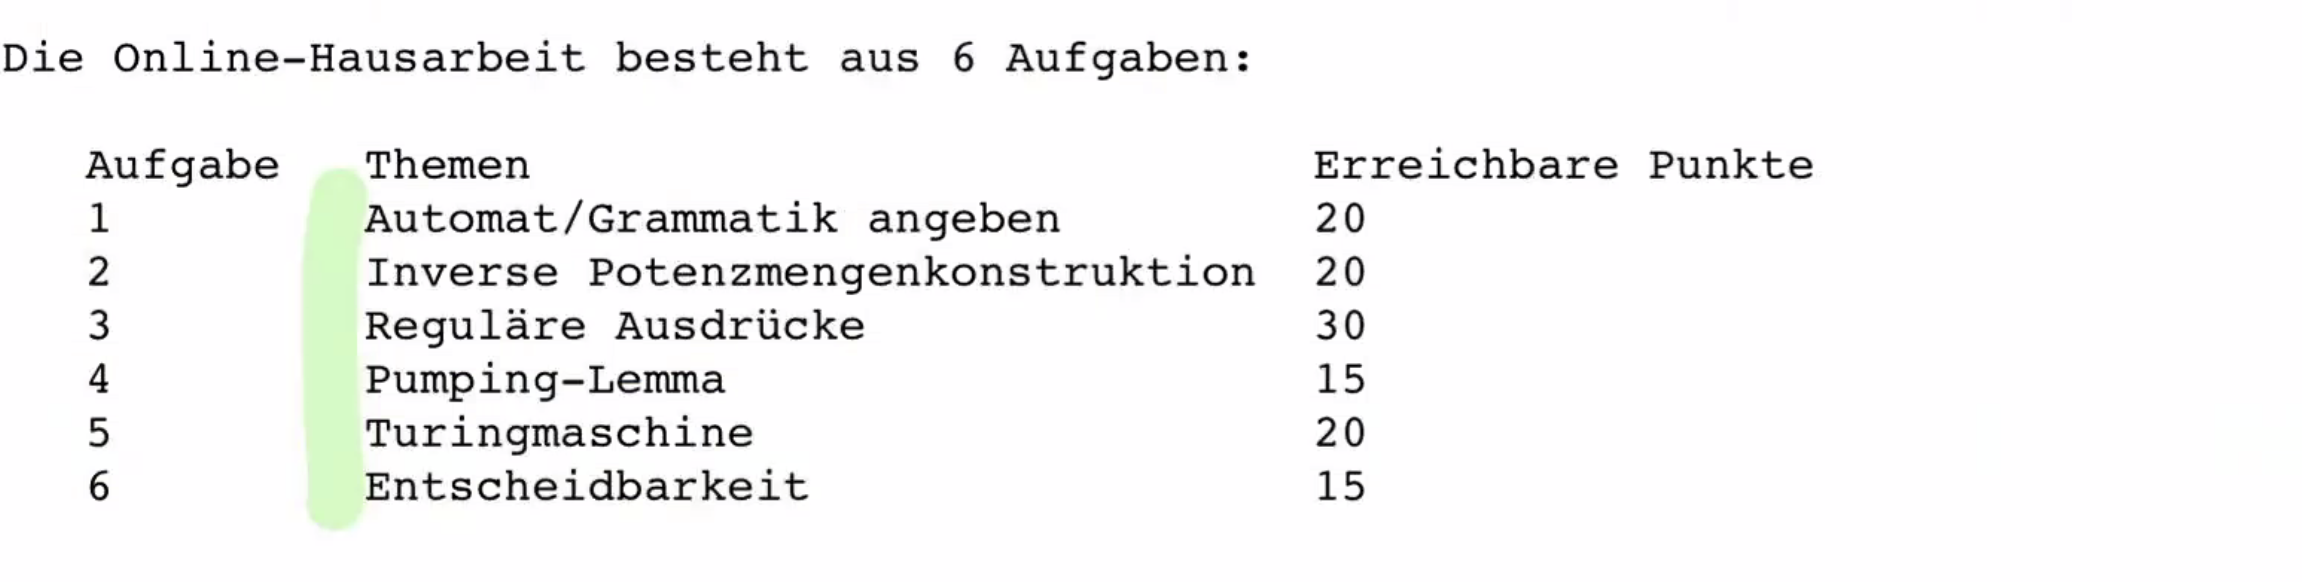 Die Online-Hausarbeit besteht aus 6 Aufgaben:
Aufgabe Themen Erreichbare Punkte
1 Automat/Grammatik angeben 20
2 Inverse Potenzmengenkonstruktion 20
3 Reguläre Ausdrücke 30
4 Pumping-Lemma 15
5 Turingmaschine 20
6 Entscheidbarkeit 15